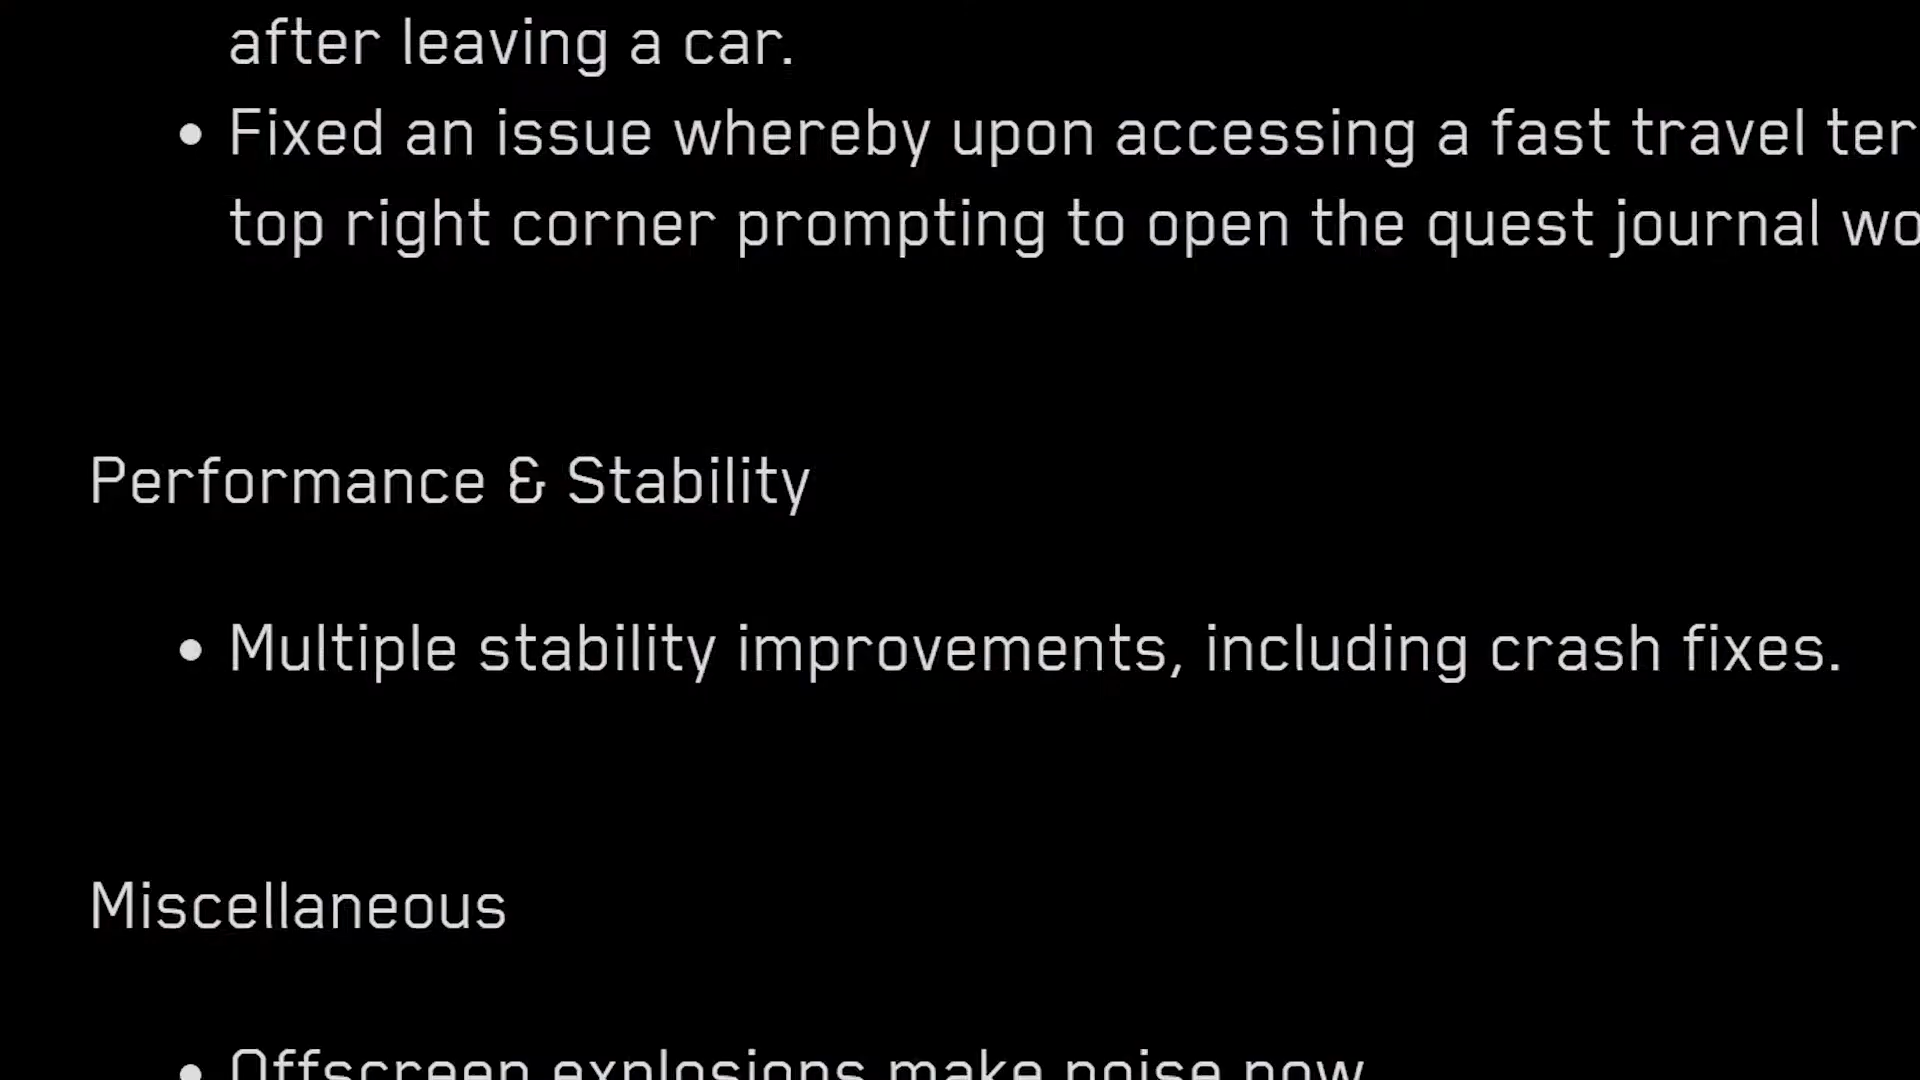 after leaving a car.
• Fixed an issue whereby upon accessing a fast travel ter
top right corner prompting to open the quest journal wo
Performance & Stability
• Multiple stability improvements, including crash fixes.
Miscellaneous
• Offscreen explosions make noise now